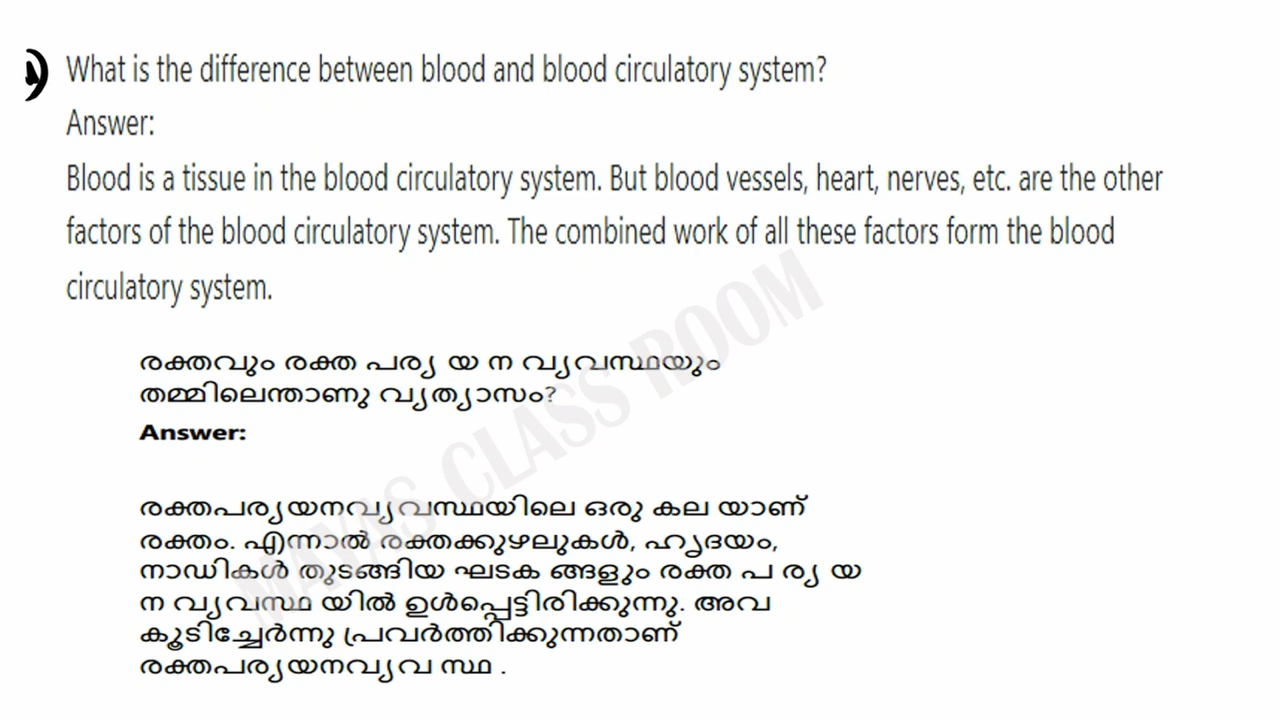 What is the difference between blood and blood circulatory system?
Answer:
Blood is a tissue in the blood circulatory system. But blood vessels, heart, nerves, etc. are the other
factors of the blood circulatory system. The combined work of all these factors form the blood
circulatory system.
രക്തവും രക്ത പര്യ യ ന വ്യവസ്ഥയും
തമ്മിലെന്താണു വ്യത്യാസം?
Answer:
രക്തപര്യയനവ്യവസ്ഥയിലെ ഒരു കല യാണ്
രക്തം. എന്നാൽ രക്തക്കുഴലുകൾ, ഹൃദയം,
നാഡികൾ തുടങ്ങിയ ഘടക ങ്ങളും രക്ത പ ര്യ യ
ന വ്യവസ്ഥ യിൽ ഉൾപ്പെട്ടിരിക്കുന്നു. അവ
കൂടിച്ചേർന്നു പ്രവർത്തിക്കുന്നതാണ്
രക്തപര്യയനവ്യവ സ്ഥ .
MAYAS CLASS ROOM